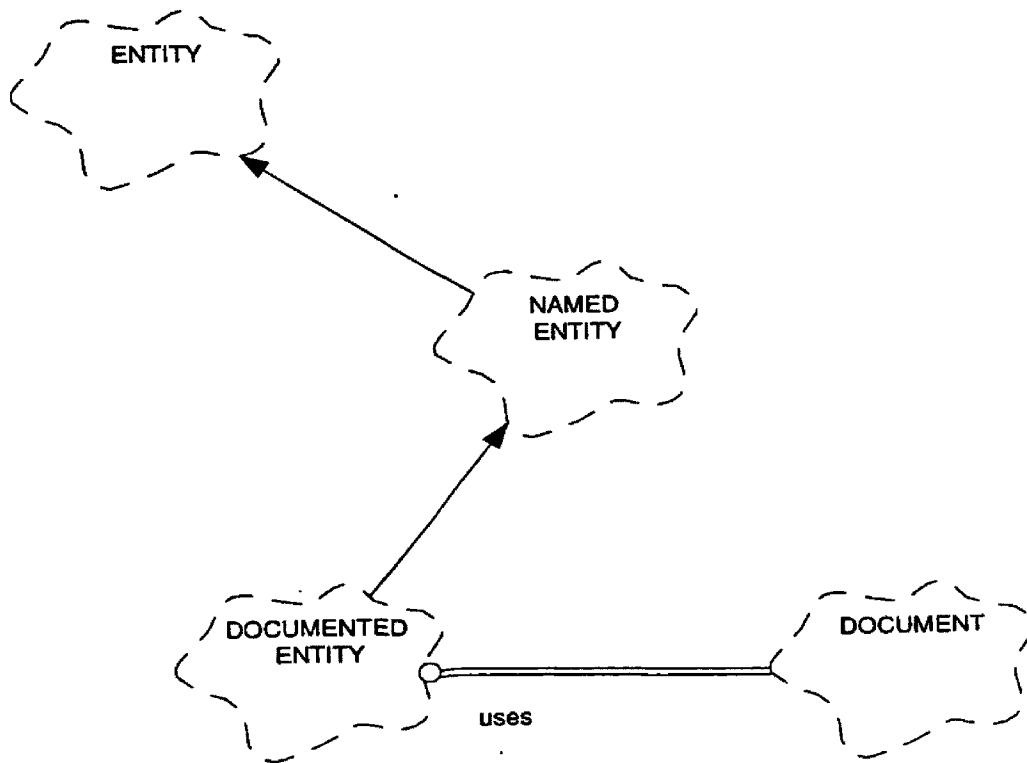 ENTITY
NAMED
ENTITY
DOCUMENTED
ENTITY
DOCUMENT
uses